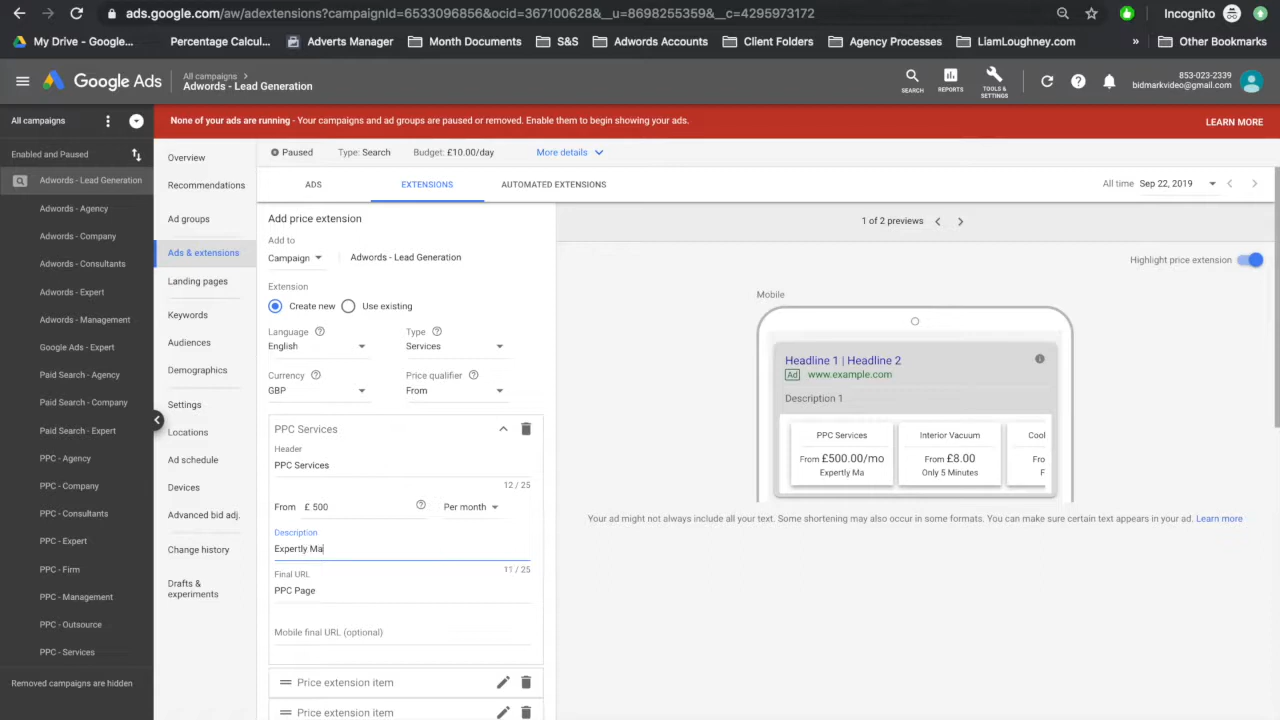 ads.google.com/aw/adextensions?campaignId=6533096856&ocid=367100628&__u=8698255359&__c=4295973172
Incognito
My Drive - Google...
Percentage Calcul...
Adverts Manager
Month Documents
S&S
Adwords Accounts
Client Folders
Agency Processes
LiamLoughney.com
»
Other Bookmarks
Google Ads
All campaigns >
Adwords - Lead Generation
SEARCH
REPORTS
TOOLS &
SETTINGS
853-023-2339
bidmarkvideo@gmail.com
All campaigns
None of your ads are running - Your campaigns and ad groups are paused or removed. Enable them to begin showing your ads.
LEARN MORE
Enabled and Paused
Adwords - Lead Generation
Adwords - Agency
Adwords - Company
Adwords - Consultants
Adwords - Expert
Adwords - Management
Google Ads - Expert
Paid Search - Agency
Paid Search - Company
Paid Search - Expert
PPC - Agency
PPC - Company
PPC - Consultants
PPC - Expert
PPC - Firm
PPC - Management
PPC - Outsource
PPC - Services
Removed campaigns are hidden
Overview
Recommendations
Ad groups
Ads & extensions
Landing pages
Keywords
Audiences
Demographics
Settings
Locations
Ad schedule
Devices
Advanced bid adj.
Change history
Drafts &
experiments
Paused
Type: Search
Budget: £10.00/day
More details
ADS
EXTENSIONS
AUTOMATED EXTENSIONS
All time Sep 22, 2019
Add price extension
Add to
Campaign
Adwords - Lead Generation
Extension
Create new
Use existing
Language
English
Type
Services
Currency
GBP
Price qualifier
From
PPC Services
Header
PPC Services
12 / 25
From £ 500
Per month
Description
Expertly Ma
11 / 25
Final URL
PPC Page
Mobile final URL (optional)
Price extension item
Price extension item
1 of 2 previews
Highlight price extension
Mobile
Headline 1 | Headline 2
Ad www.example.com
Description 1
PPC Services
From £500.00/mo
Expertly Ma
Interior Vacuum
From £8.00
Only 5 Minutes
Cool
Fro
F
Your ad might not always include all your text. Some shortening may also occur in some formats. You can make sure certain text appears in your ad. Learn more